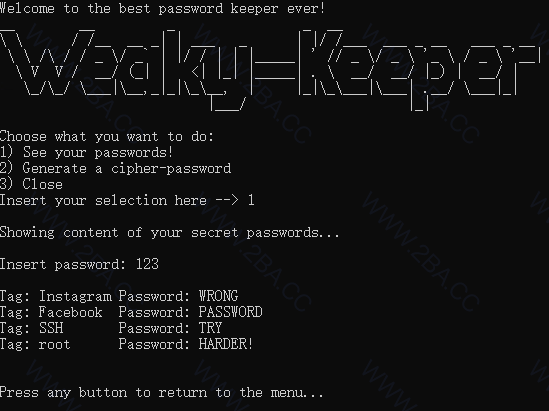 Welcome to the best password keeper ever!
Weaky-Keeper
Choose what you want to do:
1) See your passwords!
2) Generate a cipher-password
3) Close
Insert your selection here --> 1
Showing content of your secret passwords...
Insert password: 123
Tag: Instagram Password: WRONG
Tag: Facebook Password: PASSWORD
Tag: SSH Password: TRY
Tag: root Password: HARDER!
Press any button to return to the menu...
WWW.2BA.CC